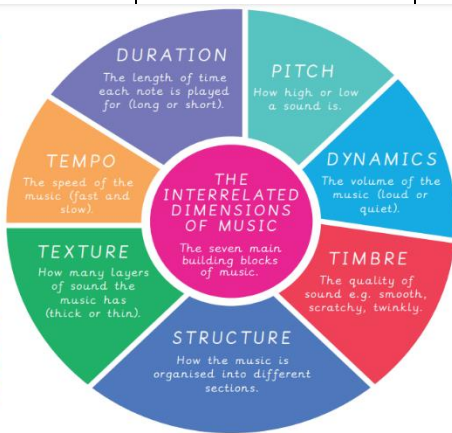 DURATION
The length of time
each note is played
for (long or short).
PITCH
How high or low
a sound is.
DYNAMICS
The volume of the
music (loud or
quiet).
TIMBRE
The quality of
sound e.g. smooth,
scratchy, twinkly.
STRUCTURE
How the music is
organised into different
sections.
TEXTURE
How many layers
of sound the
music has
(thick or thin).
TEMPO
The speed of the
music (fast and
slow).
THE
INTERRELATED
DIMENSIONS
OF MUSIC
The seven main
building blocks
of music.